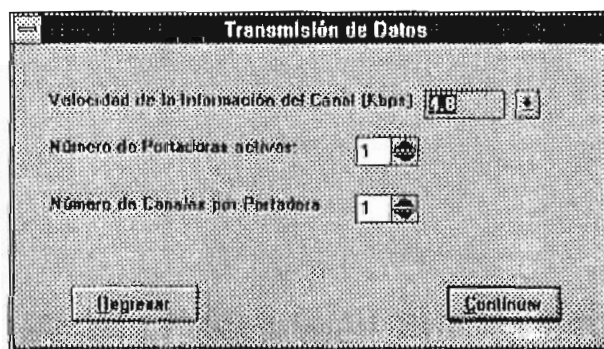 Transmisión de Datos
Velocidad de la Información del Canal (Kbps) 4.8
Número de Portadoras activas: 1
Número de Canales por Portadora 1
Regresar Continuar